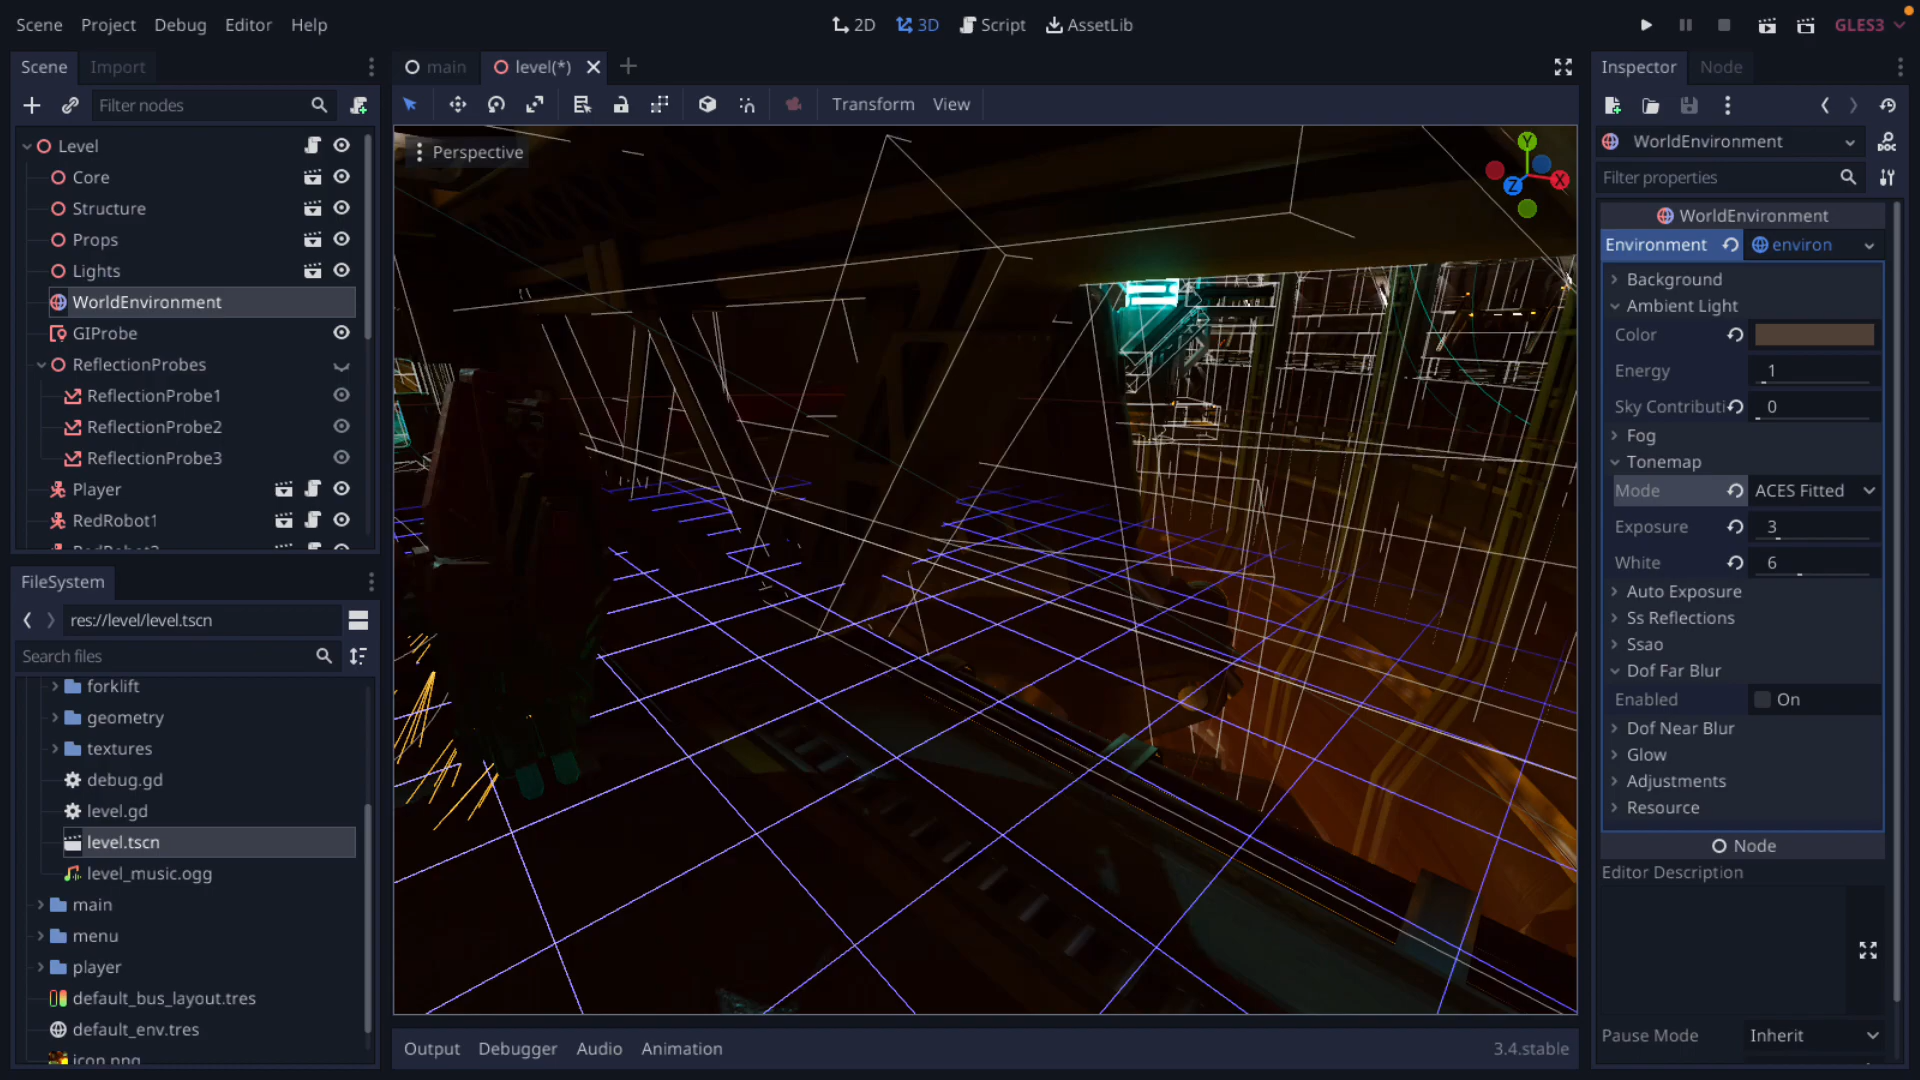 Scene Project Debug Editor Help
2D 3D Script AssetLib
GLES3
Scene Import
Filter nodes
Level
Core
Structure
Props
Lights
WorldEnvironment
GIProbe
ReflectionProbes
ReflectionProbe1
ReflectionProbe2
ReflectionProbe3
Player
RedRobot1
FileSystem
res://level/level.tscn
Search files
forklift
geometry
textures
debug.gd
level.gd
level.tscn
level_music.ogg
main
menu
player
default_bus_layout.tres
default_env.tres
icon.png
main level(*)
Transform View
Perspective
Y
X
Z
Output Debugger Audio Animation 3.4.stable
Inspector Node
WorldEnvironment
DOC
Filter properties
WorldEnvironment
Environment environ
Background
Ambient Light
Color
Energy 1
Sky Contributi 0
Fog
Tonemap
Mode ACES Fitted
Exposure 3
White 6
Auto Exposure
Ss Reflections
Ssao
Dof Far Blur
Enabled On
Dof Near Blur
Glow
Adjustments
Resource
Node
Editor Description
Pause Mode Inherit